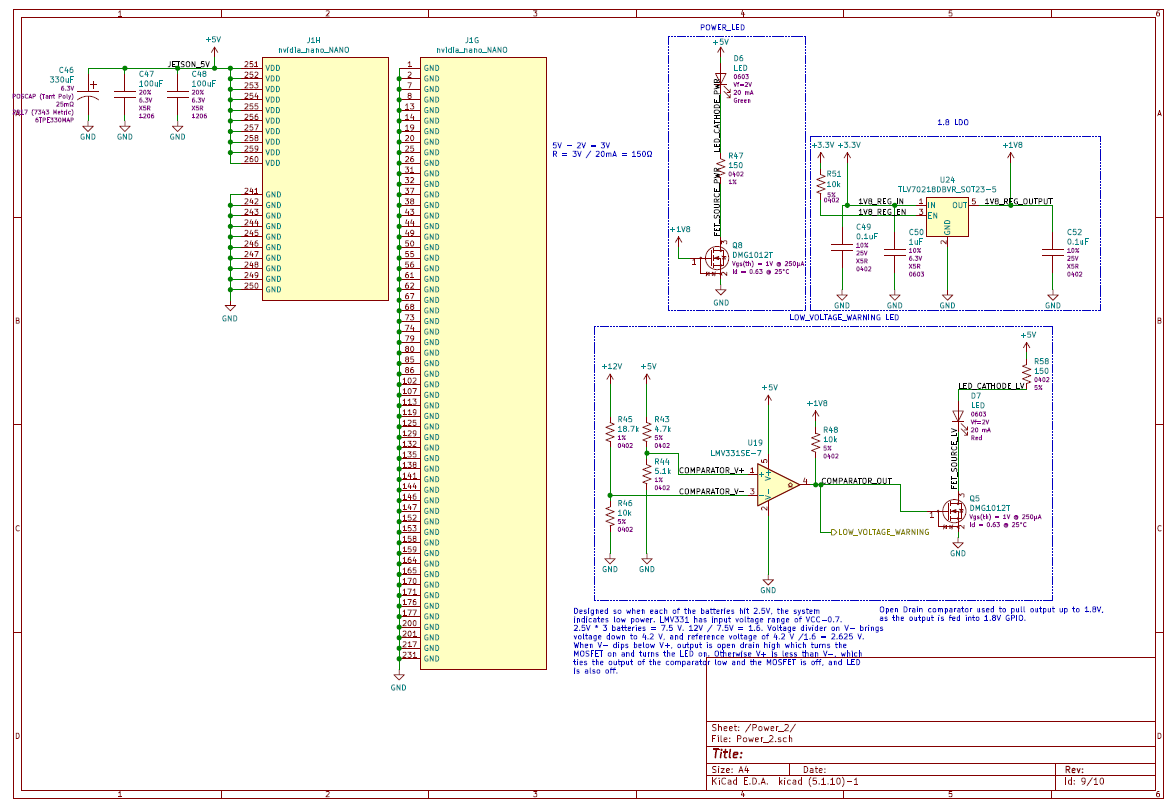 1 2 3 4 5 6
A
B
C
D
J1H
nvidia_nano_NANO
+5V
JETSON_5V
C46
330uF
6.3V
POSCAP (Tant Poly)
25mΩ
(7343 Metric)
6TPE330MAP
GND
C47
100uF
20%
6.3V
X5R
1206
GND
C48
100uF
20%
6.3V
X5R
1206
GND
251 VDD
252 VDD
253 VDD
254 VDD
255 VDD
256 VDD
257 VDD
258 VDD
259 VDD
260 VDD
241 GND
242 GND
243 GND
244 GND
245 GND
246 GND
247 GND
248 GND
249 GND
250 GND
GND
J1G
nvidia_nano_NANO
1 GND
2 GND
7 GND
8 GND
13 GND
14 GND
19 GND
20 GND
25 GND
26 GND
31 GND
32 GND
37 GND
38 GND
43 GND
44 GND
49 GND
50 GND
55 GND
56 GND
61 GND
62 GND
67 GND
68 GND
73 GND
74 GND
79 GND
80 GND
85 GND
86 GND
102 GND
107 GND
113 GND
119 GND
125 GND
129 GND
132 GND
135 GND
138 GND
141 GND
144 GND
146 GND
147 GND
152 GND
153 GND
158 GND
159 GND
164 GND
165 GND
170 GND
171 GND
176 GND
177 GND
200 GND
201 GND
217 GND
231 GND
GND
5V - 2V = 3V
R = 3V / 20mA = 150Ω
POWER_LED
+5V
D6
LED
0603
Vf=2V
20 mA
Green
LED_CATHODE_PWR
R47
150
0402
1%
FET_SOURCE_PWR
+1V8
Q8
DMG1012T
Vgs(th) = 1V @ 250µA
Id = 0.63 @ 25°C
1
3
2
GND
1.8 LDO
+3.3V
+3.3V
+1V8
R51
10k
5%
0402
U24
TLV70218DBVR_SOT23-5
1V8_REG_IN
1V8_REG_EN
1 IN
3 EN
OUT 5
GND
2
1V8_REG_OUTPUT
C49
0.1uF
10%
25V
X5R
0402
GND
C50
1uF
10%
6.3V
X5R
0603
GND
GND
C52
0.1uF
10%
25V
X5R
0402
GND
LOW_VOLTAGE_WARNING LED
+12V
+5V
R45
18.7k
1%
0402
R43
4.7k
5%
0402
R44
5.1k
1%
0402
R46
10k
5%
0402
GND
GND
COMPARATOR_V+
COMPARATOR_V-
+5V
U19
LMV331SE-7
1
3
5
2
4
+
-
V+
V-
GND
+1V8
R48
10k
5%
0402
COMPARATOR_OUT
LOW_VOLTAGE_WARNING
+5V
R58
150
0402
5%
LED_CATHODE_LV
D7
LED
0603
Vf=2V
20 mA
Red
FET_SOURCE_LV
Q5
DMG1012T
Vgs(th) = 1V @ 250µA
Id = 0.63 @ 25°C
1
3
2
GND
Designed so when each of the batteries hit 2.5V, the system
indicates low power. LMV331 has input voltage range of VCC-0.7.
2.5V * 3 batteries = 7.5 V. 12V / 7.5V = 1.6. Voltage divider on V- brings
voltage down to 4.2 V, and reference voltage of 4.2 V /1.6 = 2.625 V.
When V- dips below V+, output is open drain high which turns the
MOSFET on and turns the LED on. Otherwise V+ is less than V-, which
ties the output of the comparator low and the MOSFET is off, and LED
is also off.
Open Drain comparator used to pull output up to 1.8V,
as the output is fed into 1.8V GPIO.
Sheet: /Power_2/
File: Power_2.sch
Title:
Size: A4
Date:
Rev:
KiCad E.D.A. kicad (5.1.10)-1
Id: 9/10
A
B
C
D
1 2 3 4 5 6